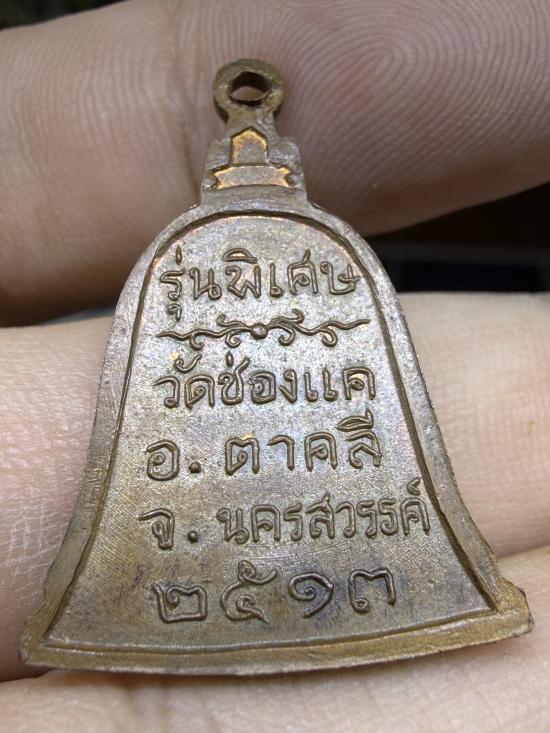 รุ่นพิเศษ
วัดช่องแค
อ. ตาคลี
จ. นครสวรรค์
๒๕๑๓